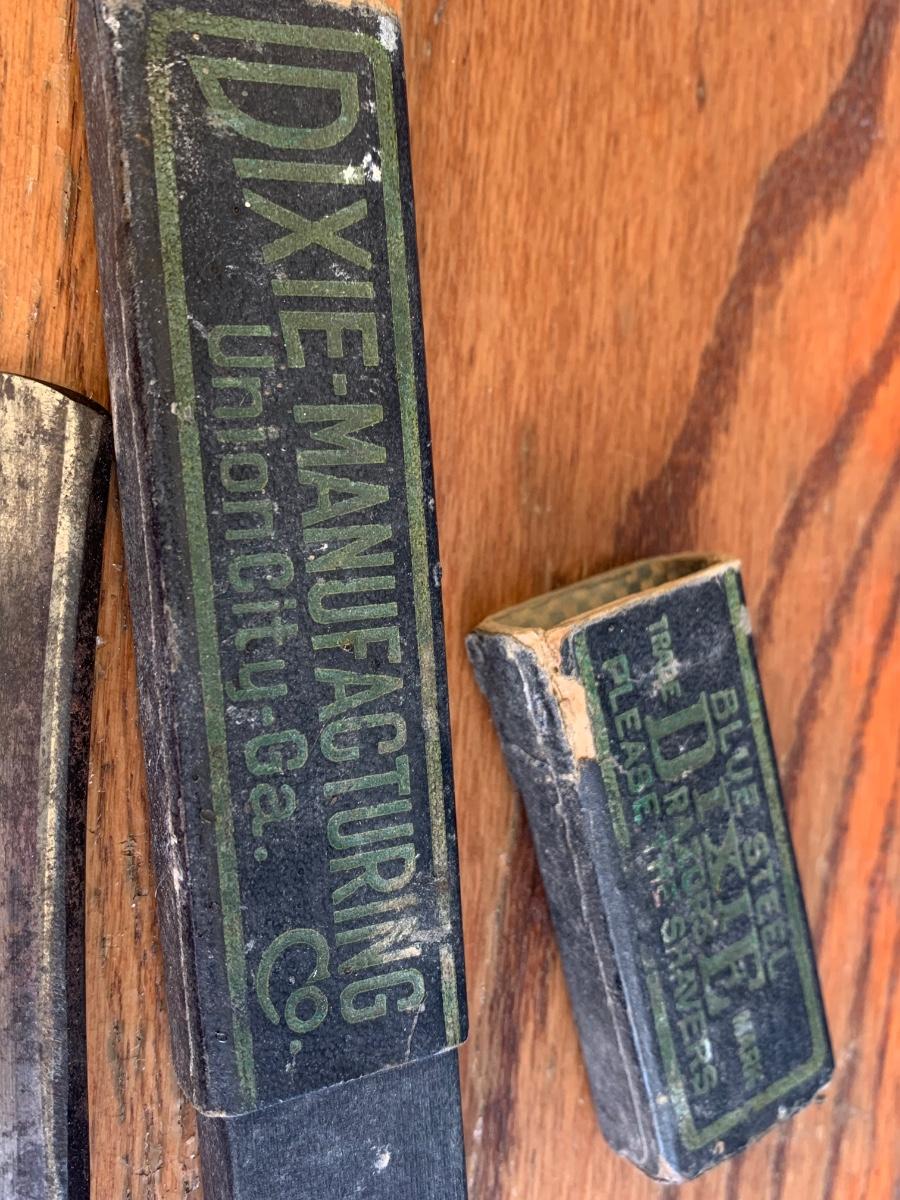 DIXIE-MANUFACTURING
Union City-Ga. Co.
BLUE STEEL
TRADE DIXIE MARK
RAZORS
PLEASE THE SHAVERS